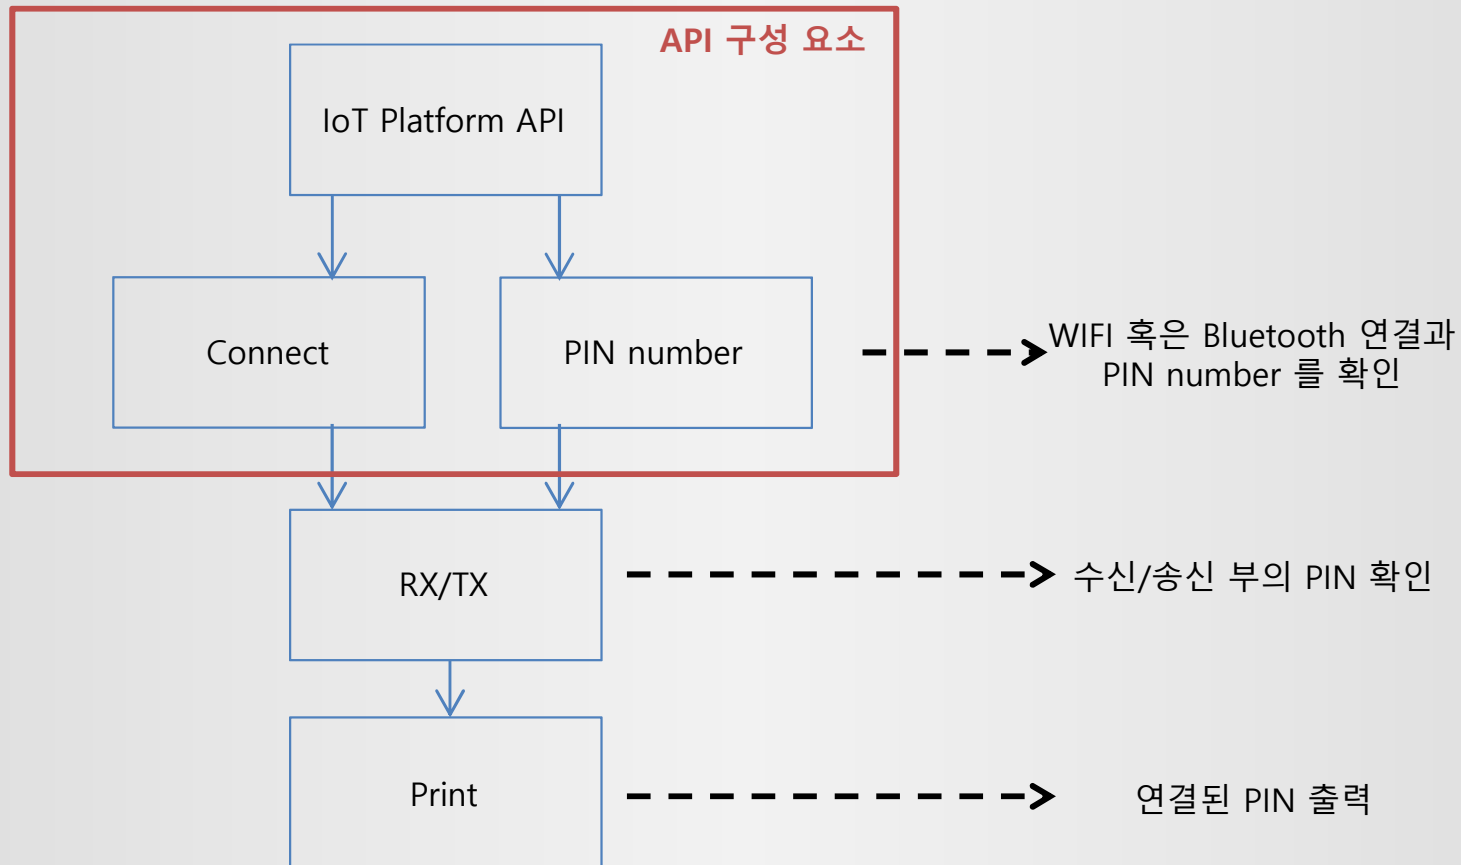 API 구성 요소
IoT Platform API
Connect
PIN number
WIFI 혹은 Bluetooth 연결과
PIN number 를 확인
RX/TX
수신/송신 부의 PIN 확인
Print
연결된 PIN 출력